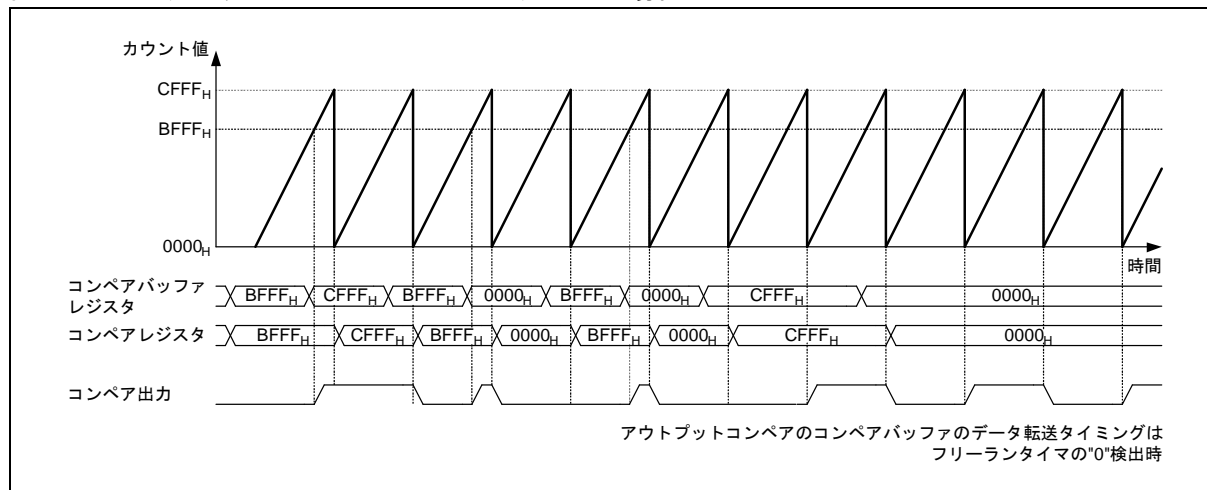 カウント値
CFFFH
BFFFH
0000H
時間
コンペアバッファ
レジスタ
BFFFH CFFFH BFFFH 0000H BFFFH 0000H CFFFH 0000H
コンペアレジスタ
BFFFH CFFFH BFFFH 0000H BFFFH 0000H CFFFH 0000H
コンペア出力
アウトプットコンペアのコンペアバッファのデータ転送タイミングは
フリーランタイマの"0"検出時